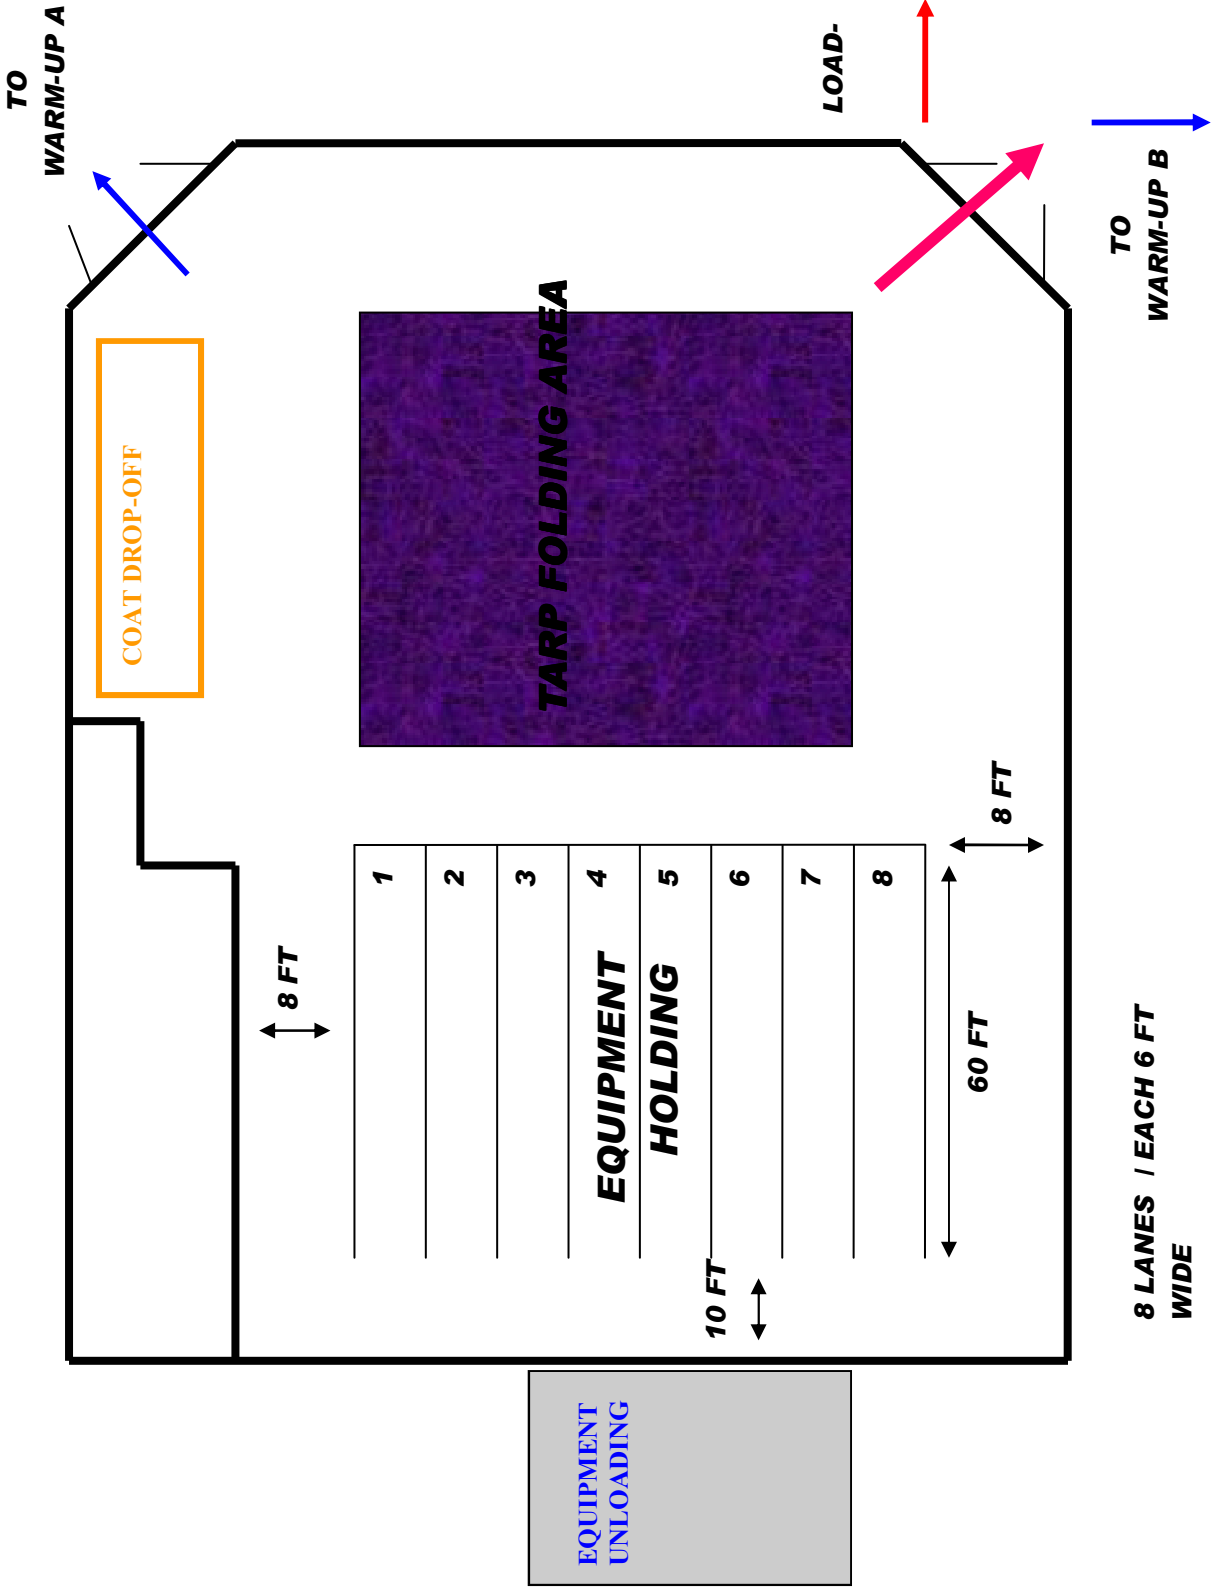 TO
WARM-UP A
LOAD-
TO
WARM-UP B
COAT DROP-OFF
TARP FOLDING AREA
8 FT
8 FT
1
2
3
4
5
6
7
8
EQUIPMENT
HOLDING
60 FT
10 FT
8 LANES / EACH 6 FT
WIDE
EQUIPMENT
UNLOADING